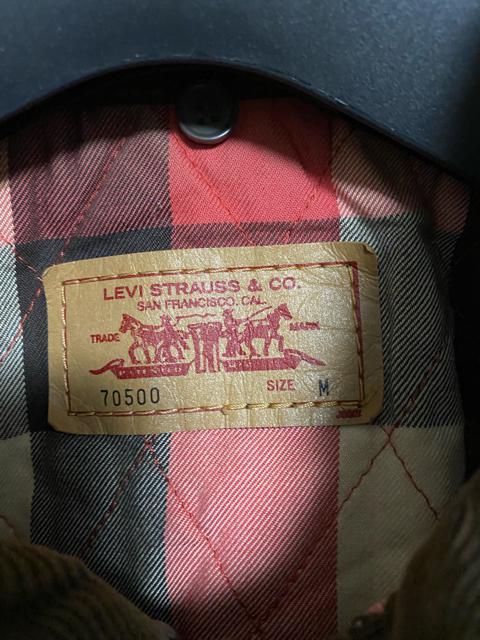 LEVI STRAUSS & CO.
SAN FRANCISCO, CAL.
TRADE MARK
70500
SIZE M